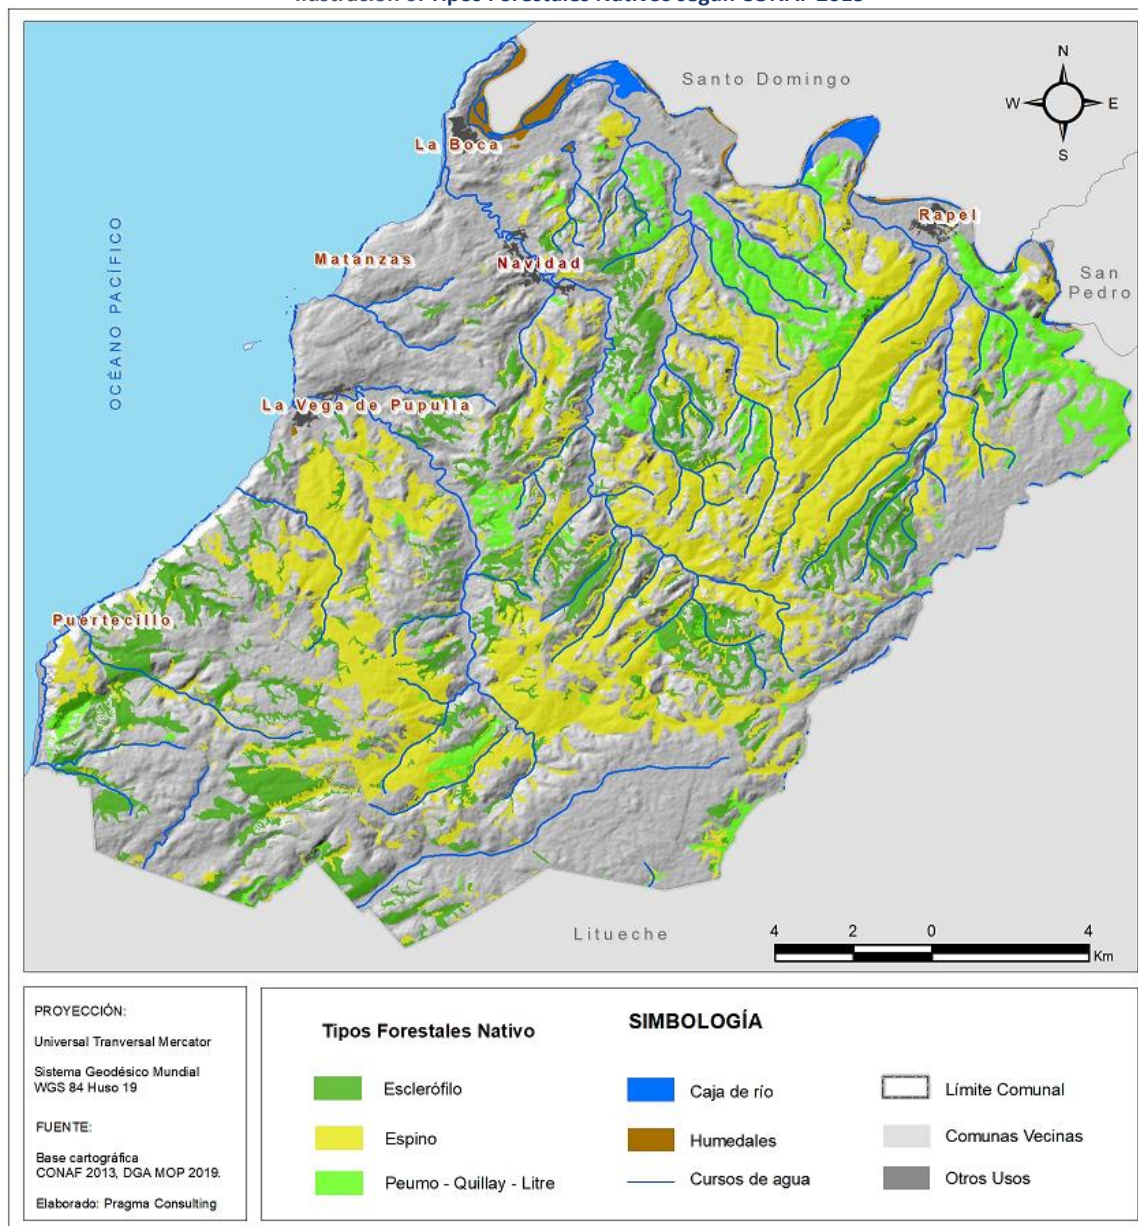 Santo Domingo
N
W
E
S
La Boca
Rapel
OCÉANO PACÍFICO
Matanzas
Navidad
San
Pedro
La Vega de Pupulla
Puertecillo
Litueche
4 2 0 4
Km
PROYECCIÓN:
Universal Tranversal Mercator
Sistema Geodésico Mundial
WGS 84 Huso 19
FUENTE:
Base cartográfica
CONAF 2013, DGA MOP 2019.
Elaborado: Pragma Consulting
SIMBOLOGÍA
Tipos Forestales Nativo
Esclerófilo
Espino
Peumo - Quillay - Litre
Caja de río
Humedales
Cursos de agua
Límite Comunal
Comunas Vecinas
Otros Usos